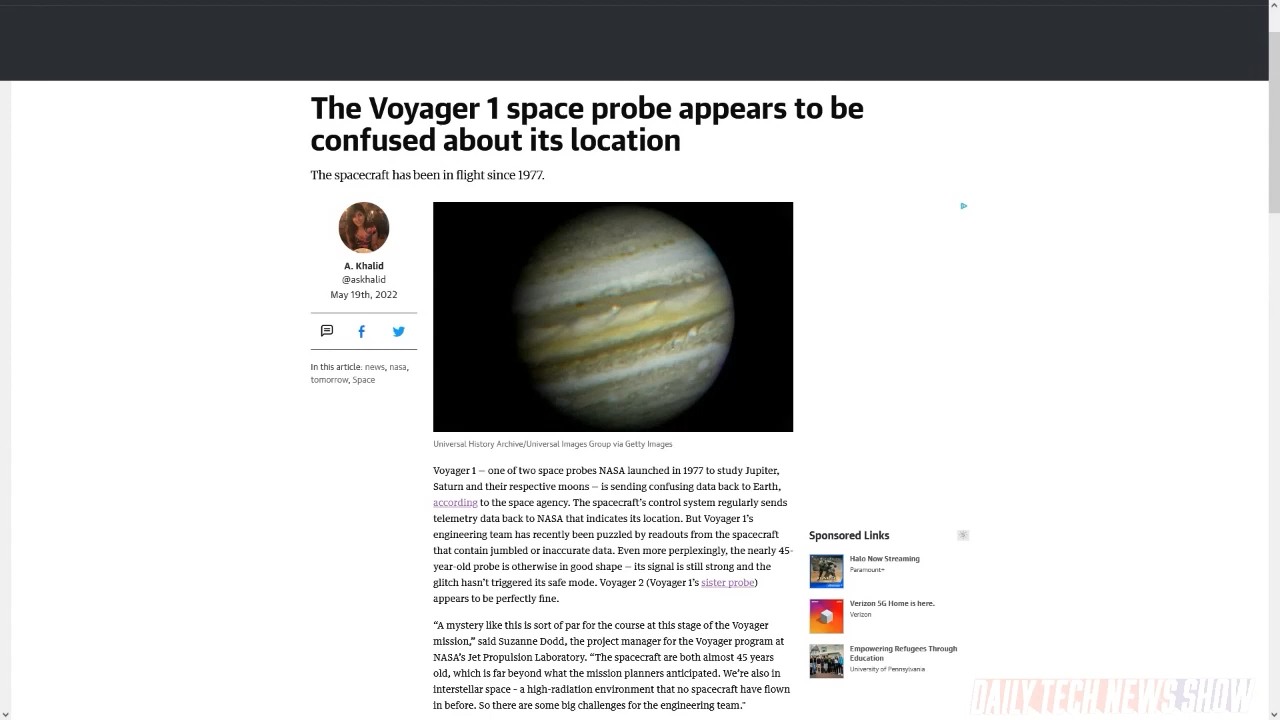 The Voyager 1 space probe appears to be
confused about its location
The spacecraft has been in flight since 1977.
A. Khalid
@askhalid
May 19th, 2022
In this article: news, nasa,
tomorrow, Space
Universal History Archive/Universal Images Group via Getty Images
Voyager 1 — one of two space probes NASA launched in 1977 to study Jupiter,
Saturn and their respective moons — is sending confusing data back to Earth,
according to the space agency. The spacecraft's control system regularly sends
telemetry data back to NASA that indicates its location. But Voyager 1's
engineering team has recently been puzzled by readouts from the spacecraft
that contain jumbled or inaccurate data. Even more perplexingly, the nearly 45-
year-old probe is otherwise in good shape — its signal is still strong and the
glitch hasn't triggered its safe mode. Voyager 2 (Voyager 1's sister probe)
appears to be perfectly fine.
“A mystery like this is sort of par for the course at this stage of the Voyager
mission,” said Suzanne Dodd, the project manager for the Voyager program at
NASA's Jet Propulsion Laboratory. “The spacecraft are both almost 45 years
old, which is far beyond what the mission planners anticipated. We're also in
interstellar space – a high-radiation environment that no spacecraft have flown
in before. So there are some big challenges for the engineering team."
Sponsored Links
Halo Now Streaming
Paramount+
Verizon 5G Home is here.
Verizon
Empowering Refugees Through
Education
University of Pennsylvania
DAILY TECH NEWS SHOW